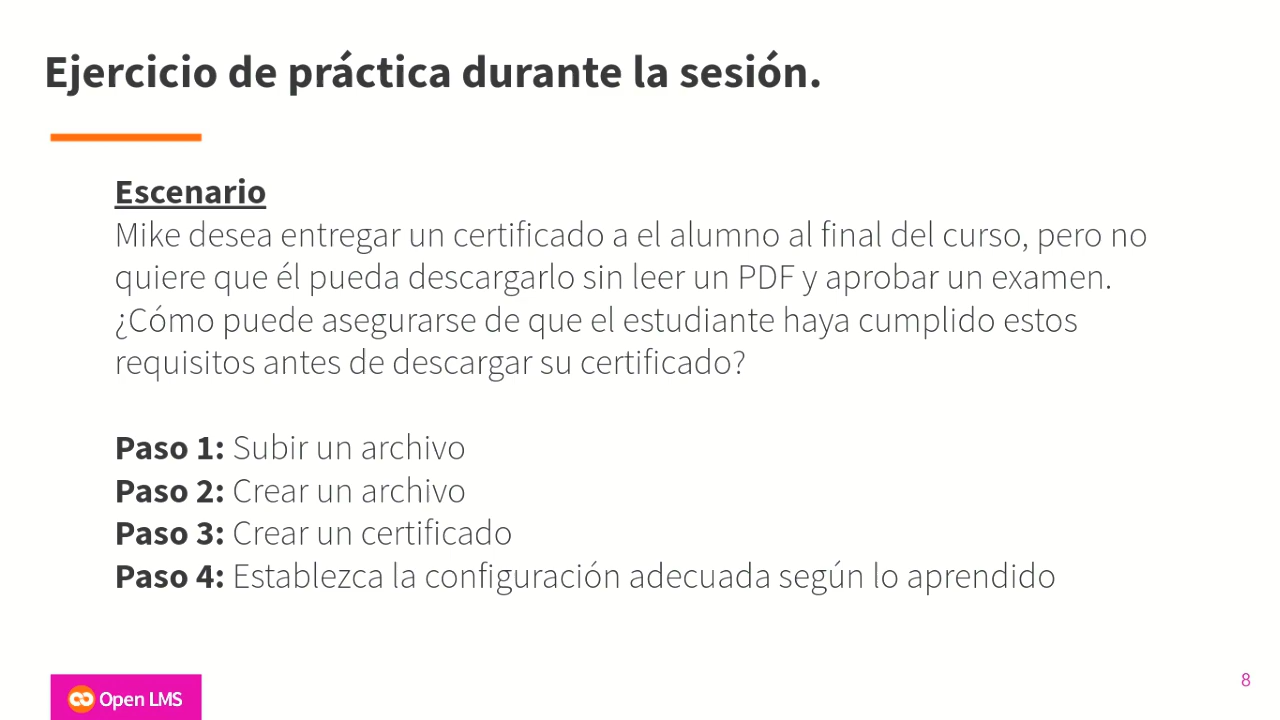 Ejercicio de práctica durante la sesión.
Escenario
Mike desea entregar un certificado a el alumno al final del curso, pero no
quiere que él pueda descargarlo sin leer un PDF y aprobar un examen.
¿Cómo puede asegurarse de que el estudiante haya cumplido estos
requisitos antes de descargar su certificado?
Paso 1: Subir un archivo
Paso 2: Crear un archivo
Paso 3: Crear un certificado
Paso 4: Establezca la configuración adecuada según lo aprendido
Open LMS
8